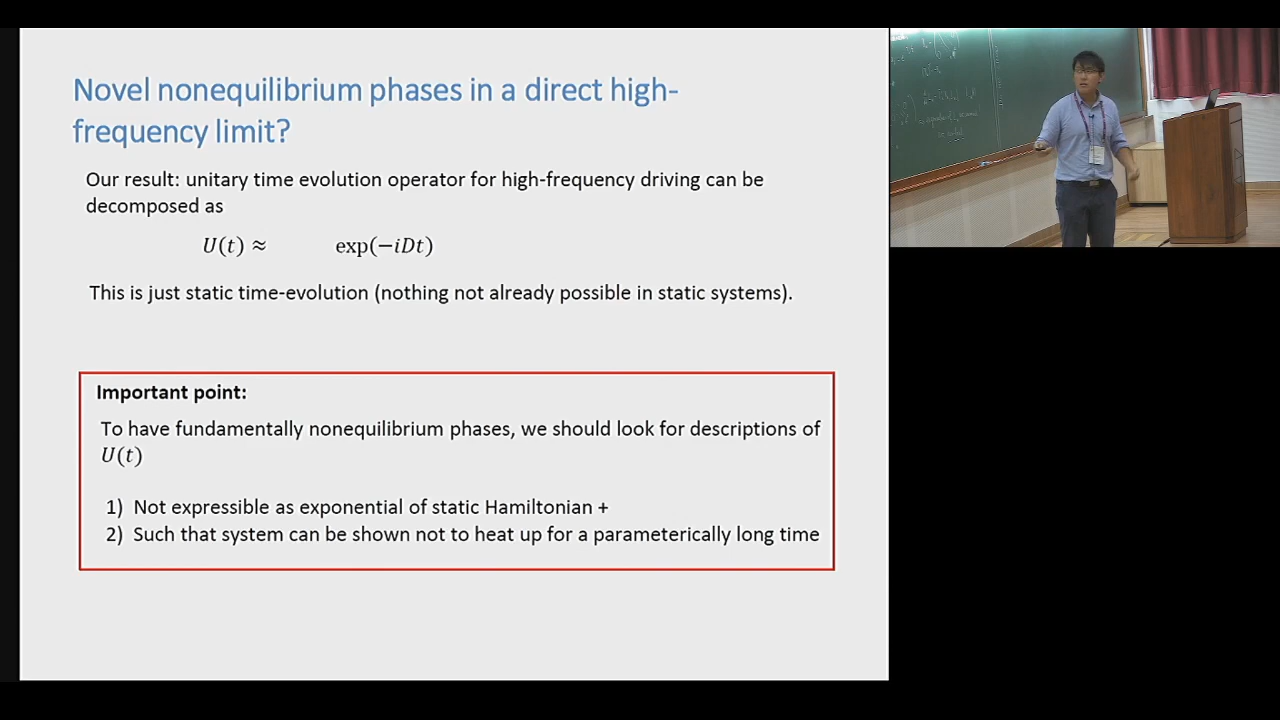 Novel nonequilibrium phases in a direct high-
frequency limit?
Our result: unitary time evolution operator for high-frequency driving can be
decomposed as
U(t) ≈ exp(−iDt)
This is just static time-evolution (nothing not already possible in static systems).
Important point:
To have fundamentally nonequilibrium phases, we should look for descriptions of
U(t)
1) Not expressible as exponential of static Hamiltonian +
2) Such that system can be shown not to heat up for a parameterically long time